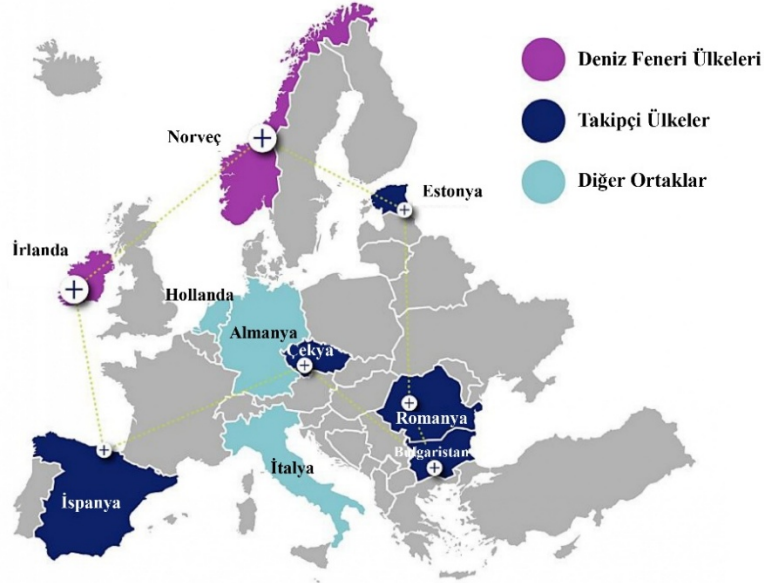 Deniz Feneri Ülkeleri
Takipçi Ülkeler
Diğer Ortaklar
Norveç
Estonya
İrlanda
Hollanda
Almanya
Çekya
Romanya
Bulgaristan
İtalya
İspanya